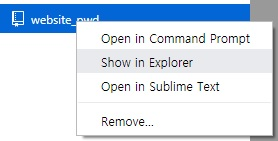 website_pwd
Open in Command Prompt
Show in Explorer
Open in Sublime Text
Remove...